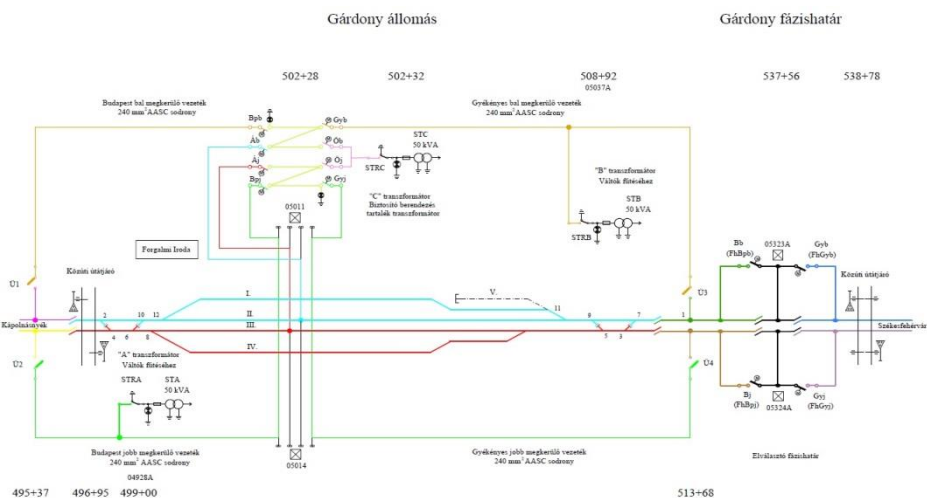 Gárdony állomás
Gárdony fázishatár
502+28
502+32
508+92
05037A
537+56
538+78
Budapest bal megkerülő vezeték
240 mm² AASC sodrony
Gyékényes bal megkerülő vezeték
240 mm² AASC sodrony
Bpb
Gyb
Áb
Öb
Áj
Öj
Bpj
Gyj
STC
50 kVA
STRC
"C" transzformátor
Biztosító berendezés
tartalék transzformátor
"B" transzformátor
Váltók fűtéséhez
STB
50 kVA
STRB
05011
Forgalmi Iroda
Bb
(FhBpb)
05323A
Gyb
(FhGyb)
Közúti útátjáró
Közúti útátjáró
Ü1
Ü3
I.
V.
II.
III.
IV.
Kápolnásnyék
Székesfehérvár
2
10
12
4
6
8
11
9
7
5
3
1
Ü2
Ü4
"A" transzformátor
Váltók fűtéséhez
STRA
STA
50 kVA
Bj
(FhBpj)
05324A
Gyj
(FhGyj)
Budapest jobb megkerülő vezeték
240 mm² AASC sodrony
05014
Gyékényes jobb megkerülő vezeték
240 mm² AASC sodrony
Elválasztó fázishatár
04928A
495+37
496+95
499+00
513+68